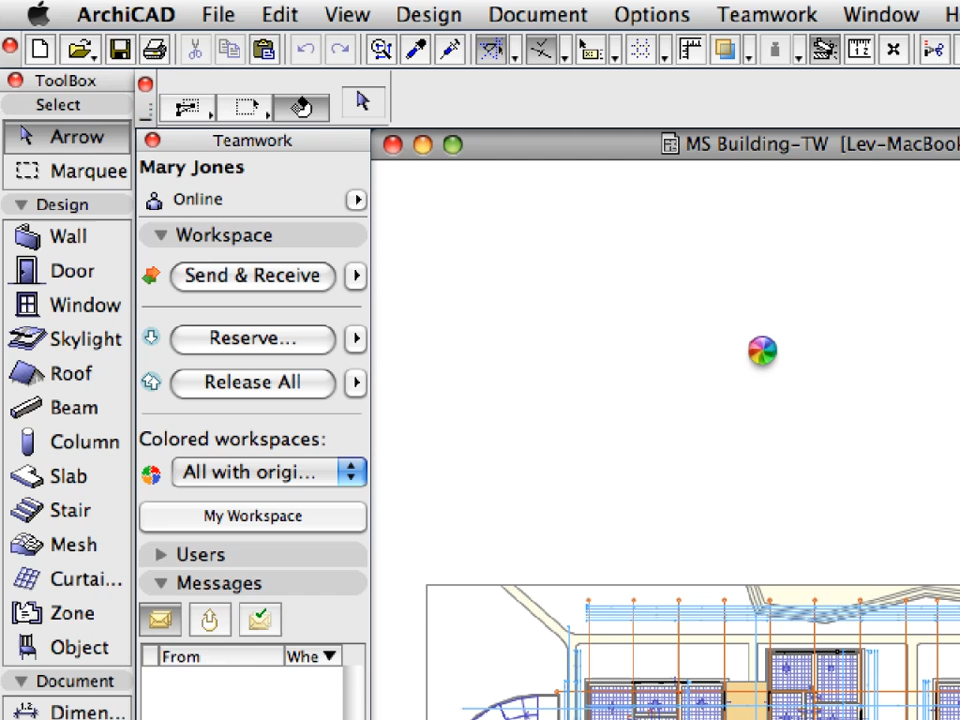 ArchiCAD File Edit View Design Document Options Teamwork Window H
ToolBox
Select
Arrow
Marquee
Design
Wall
Door
Window
Skylight
Roof
Beam
Column
Slab
Stair
Mesh
Curtai...
Zone
Object
Document
Dimen...
Teamwork
Mary Jones
Online
Workspace
Send & Receive
Reserve...
Release All
Colored workspaces:
All with origi...
My Workspace
Users
Messages
From Whe
MS Building-TW [Lev-MacBook